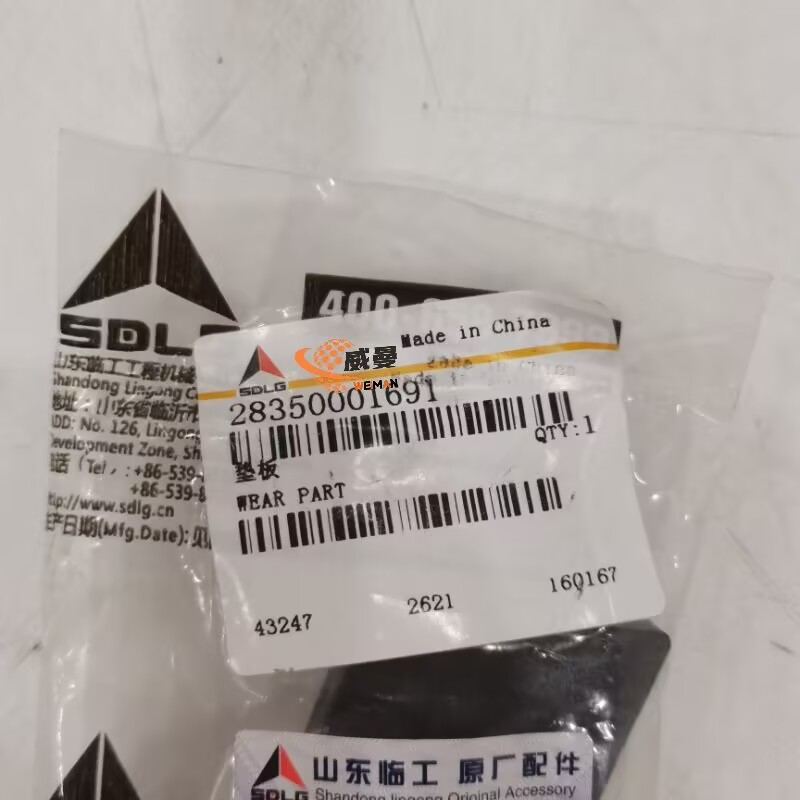 400-
SDLG
山东临工工程机械
Shandong Lingong C
地址：山东省临沂市
ADD: No. 126, Lingong
Development Zone, Sh
电话（Tel）：+86-539-
+86-539-8
http://www.sdlg.cn
生产日期(Mfg.Date): 见
Made in China
SDLG
威曼
WEMAN
28350001691
QTY:1
垫板
WEAR PART
43247 2621 160167
SDLG
山东临工 原厂配件
Shandong lingong Original Accessory